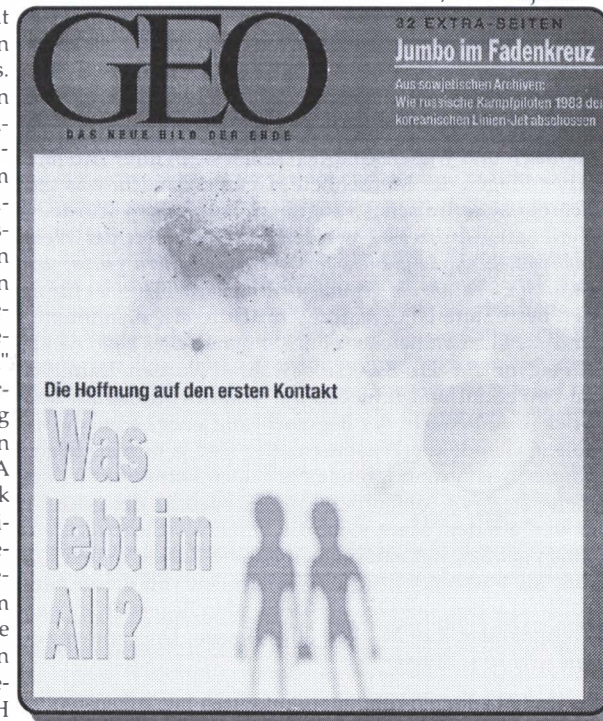 GEO
DAS NEUE BILD DER ERDE
32 EXTRA-SEITEN
Jumbo im Fadenkreuz
Aus sowjetischen Archiven:
Wie russische Kampfpiloten 1983 den
koreanischen Linien-Jet abschossen
Die Hoffnung auf den ersten Kontakt
Was
lebt im
All?